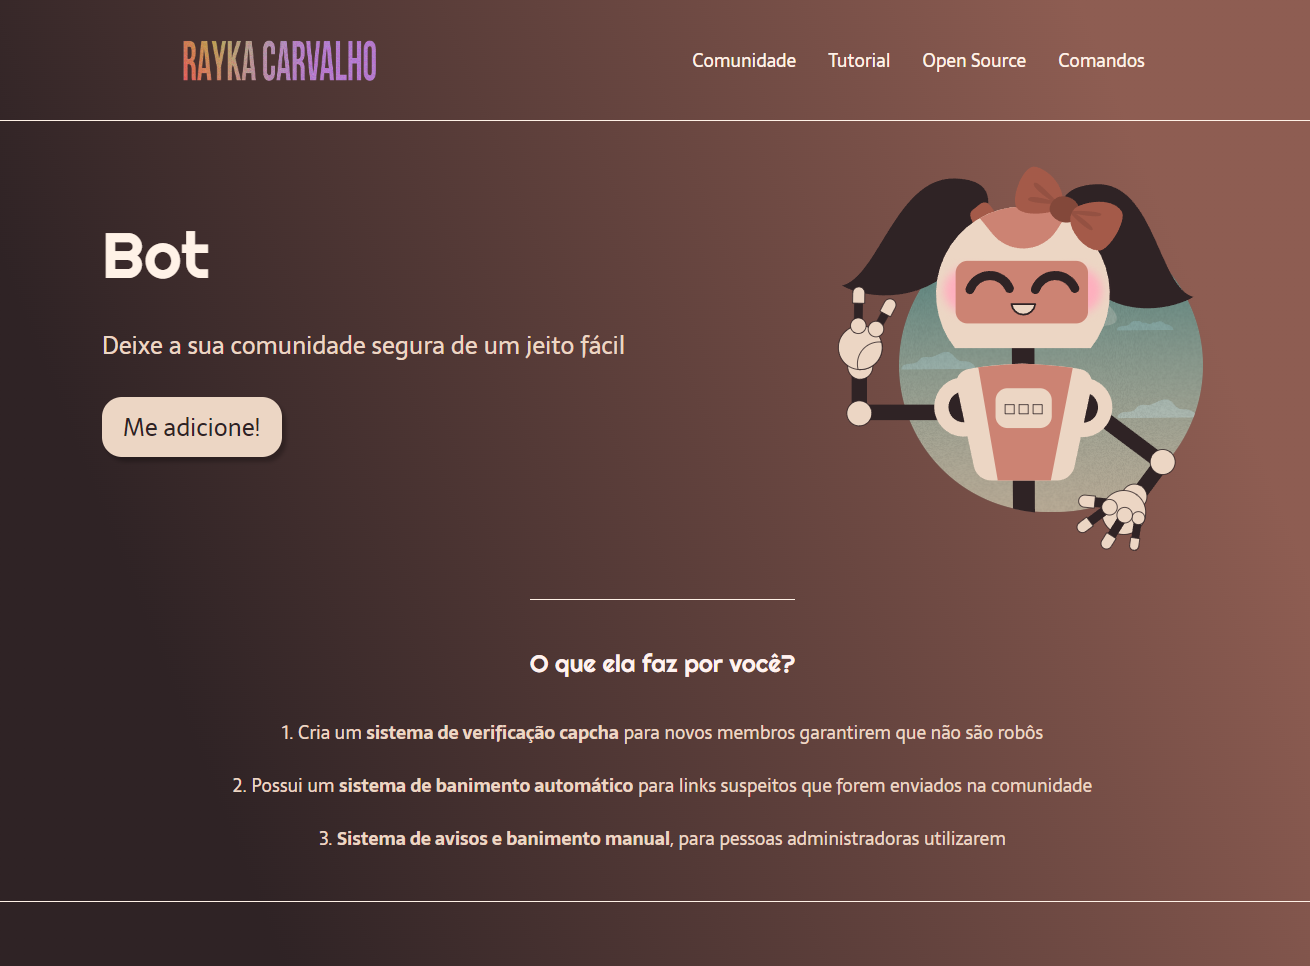 RAYKA CARVALHO
Comunidade Tutorial Open Source Comandos
Bot
Deixe a sua comunidade segura de um jeito fácil
Me adicione!
O que ela faz por você?
1. Cria um sistema de verificação capcha para novos membros garantirem que não são robôs
2. Possui um sistema de banimento automático para links suspeitos que forem enviados na comunidade
3. Sistema de avisos e banimento manual, para pessoas administradoras utilizarem